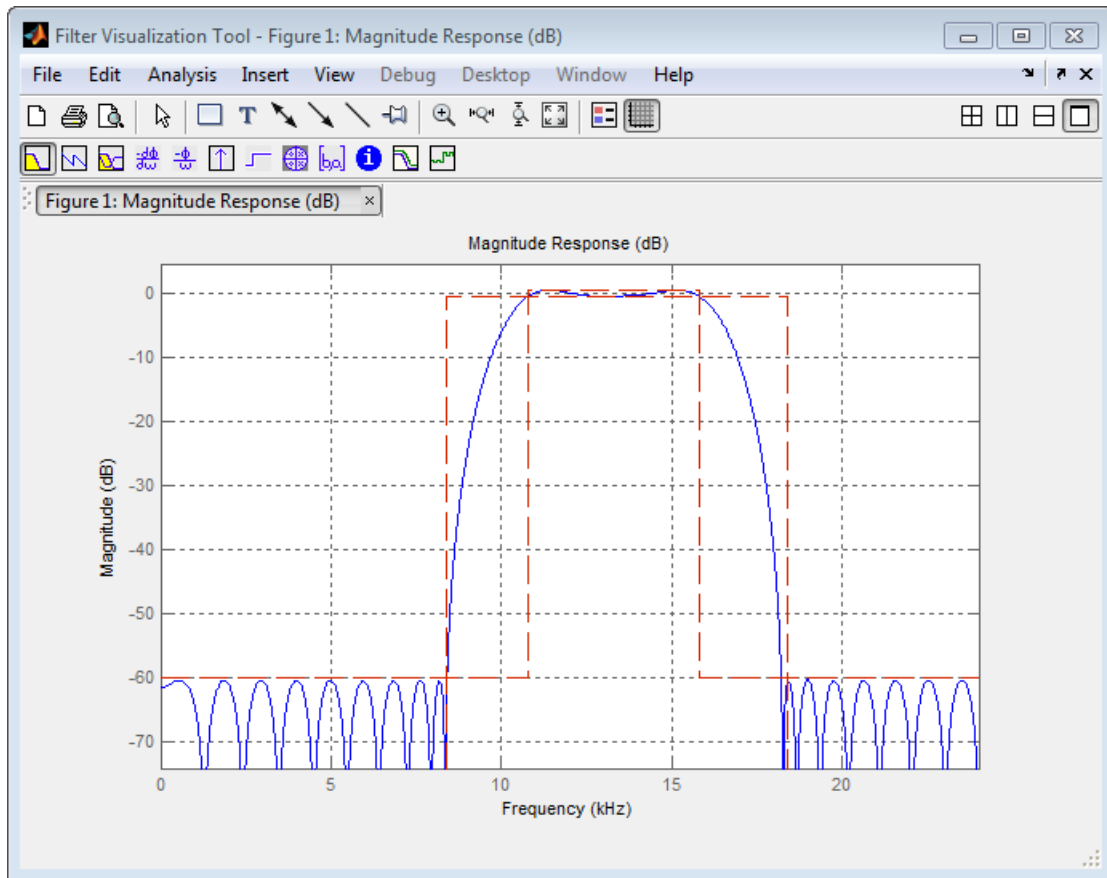 Filter Visualization Tool - Figure 1: Magnitude Response (dB)
File Edit Analysis Insert View Debug Desktop Window Help
Figure 1: Magnitude Response (dB)
Magnitude Response (dB)
0
-10
-20
-30
-40
-50
-60
-70
Magnitude (dB)
0 5 10 15 20
Frequency (kHz)